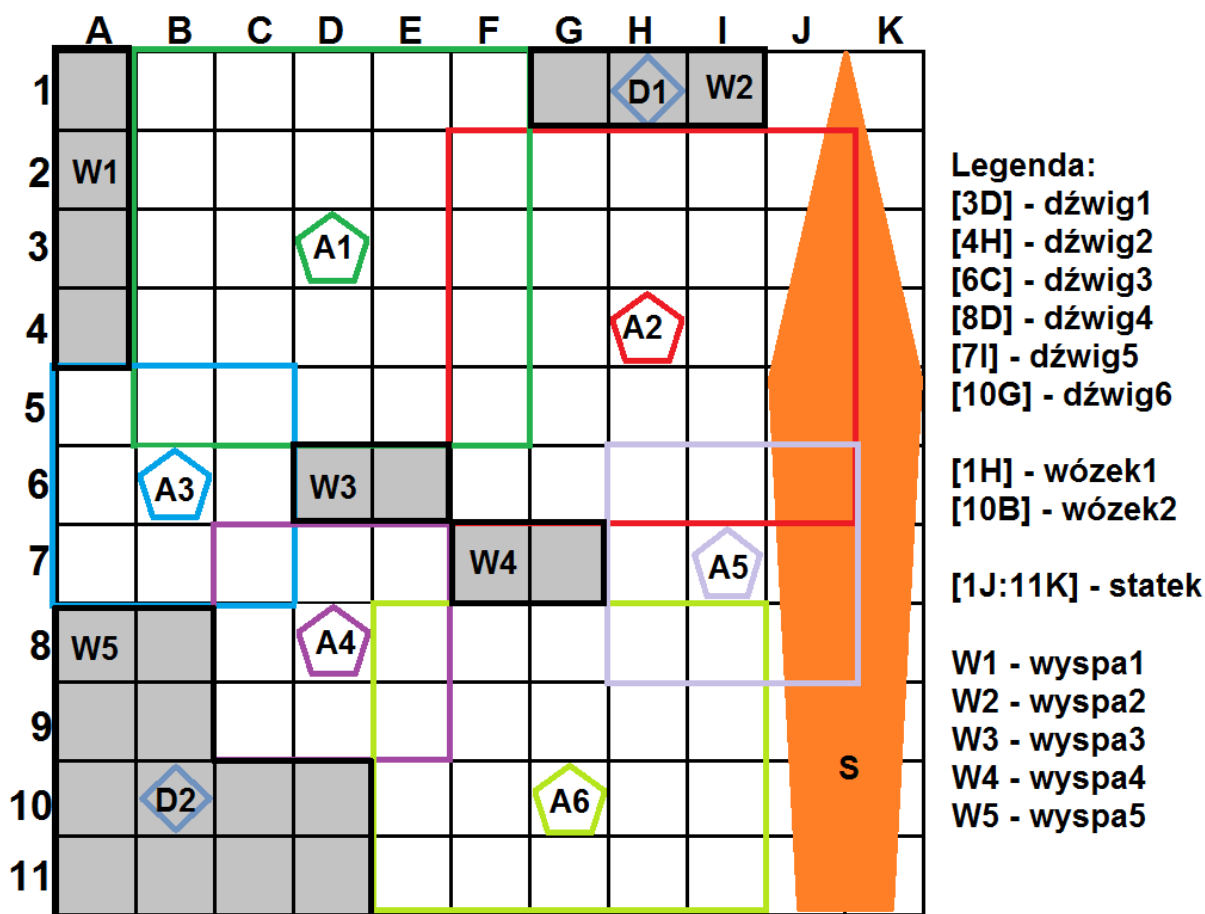 A B C D E F G H I J K
1 D1 W2
2 W1
3 A1
4 A2
5
6 A3 W3
7 W4 A5
8 W5 A4
9
S
10 D2 A6
11
Legenda:
[3D] - dźwig1
[4H] - dźwig2
[6C] - dźwig3
[8D] - dźwig4
[7I] - dźwig5
[10G] - dźwig6
[1H] - wózek1
[10B] - wózek2
[1J:11K] - statek
W1 - wyspa1
W2 - wyspa2
W3 - wyspa3
W4 - wyspa4
W5 - wyspa5